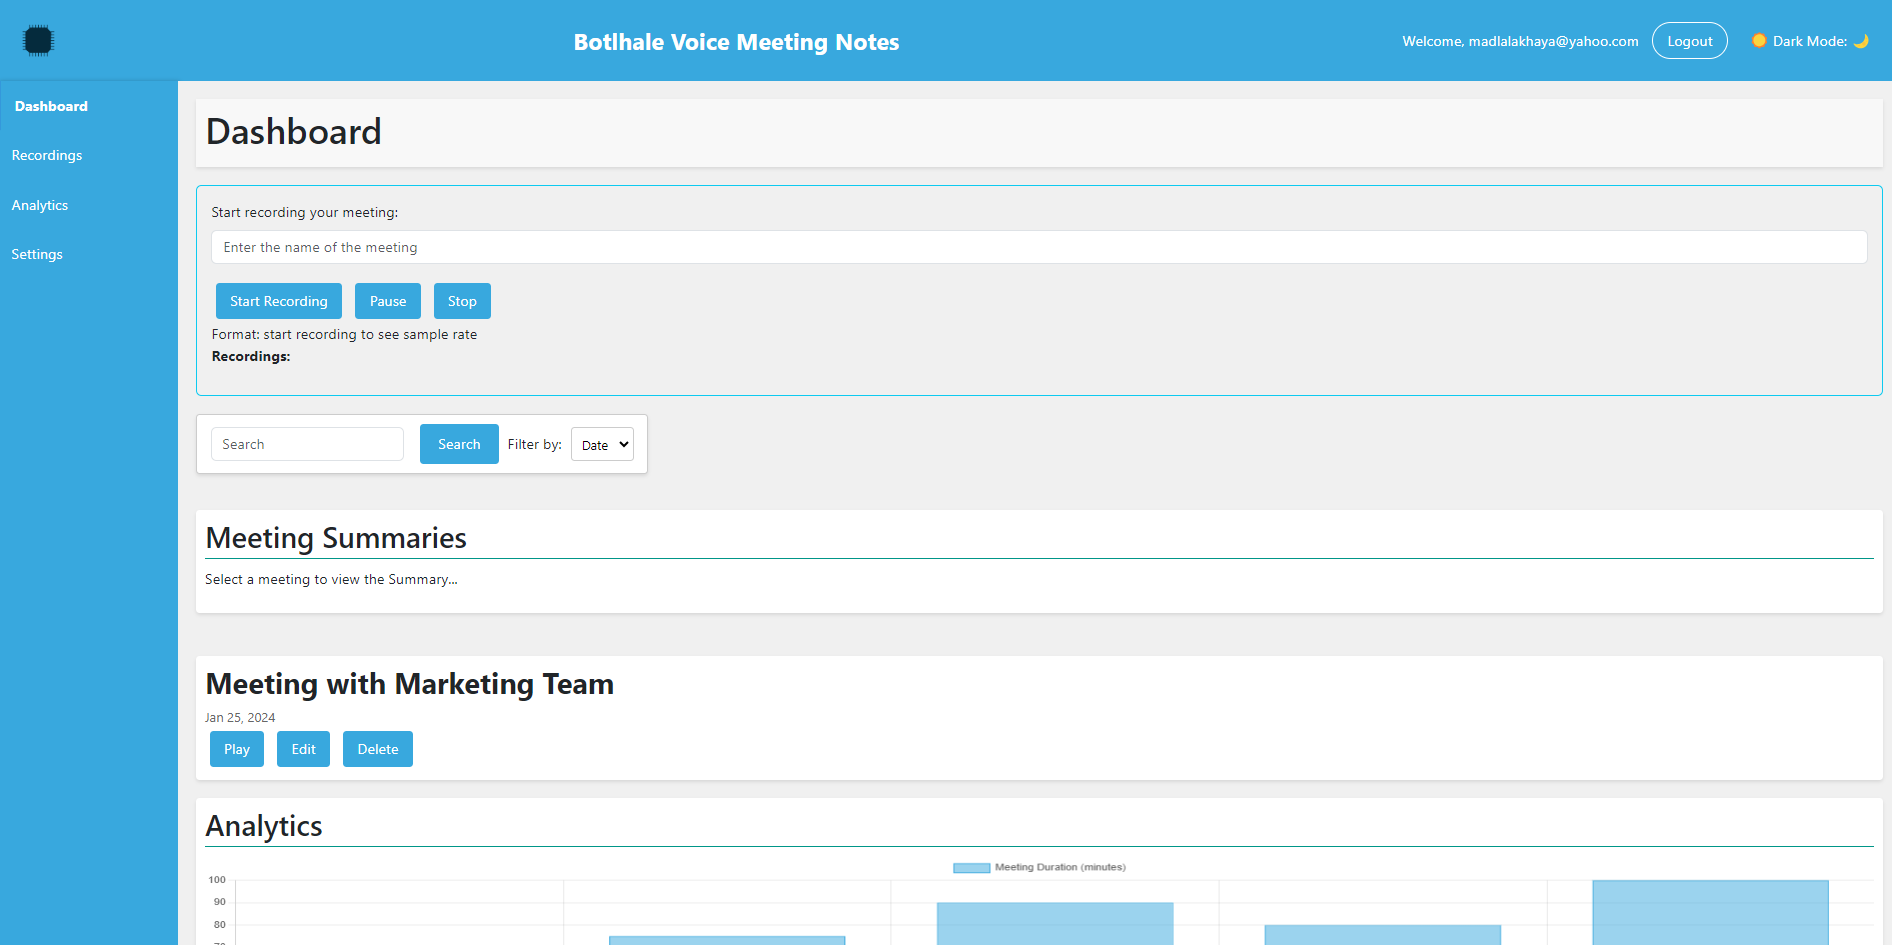 Botlhale Voice Meeting Notes
Welcome, madlalakhaya@yahoo.com
Logout
Dark Mode:
Dashboard
Recordings
Analytics
Settings
Dashboard
Start recording your meeting:
Enter the name of the meeting
Start Recording
Pause
Stop
Format: start recording to see sample rate
Recordings:
Search
Search
Filter by:
Date
Meeting Summaries
Select a meeting to view the Summary...
Meeting with Marketing Team
Jan 25, 2024
Play
Edit
Delete
Analytics
Meeting Duration (minutes)
100
90
80